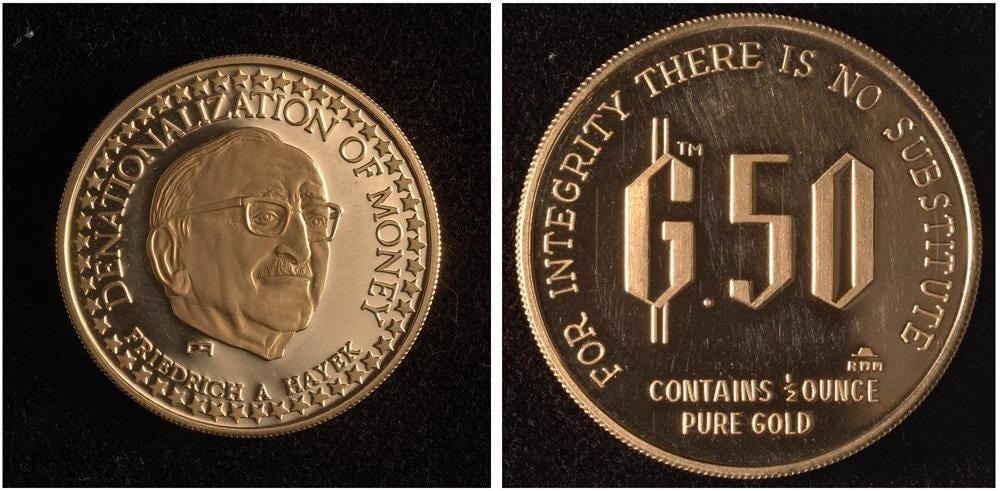 DENATIONALIZATION OF MONEY
FRIEDRICH A. HAYEK
FOR INTEGRITY THERE IS NO SUBSTITUTE
G.50
TM
RDM
CONTAINS ½ OUNCE
PURE GOLD